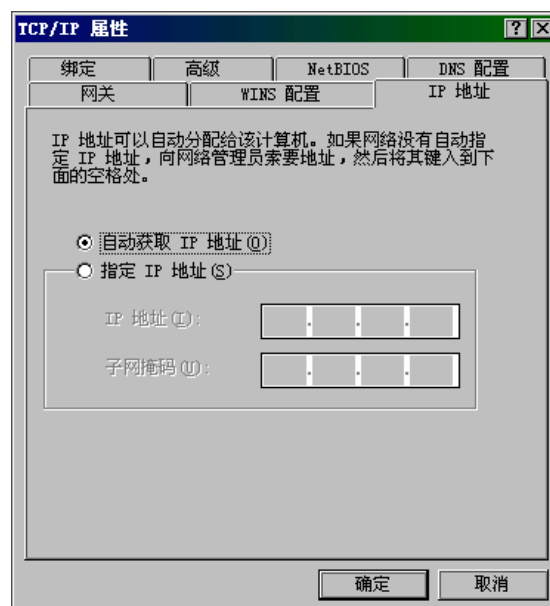 TCP/IP 属性
绑定 高级 NetBIOS DNS 配置
网关 WINS 配置 IP 地址
IP 地址可以自动分配给该计算机。如果网络没有自动指
定 IP 地址，向网络管理员索要地址，然后将其键入到下
面的空格处。
自动获取 IP 地址(O)
指定 IP 地址(S)
IP 地址(I):
子网掩码(U):
确定 取消